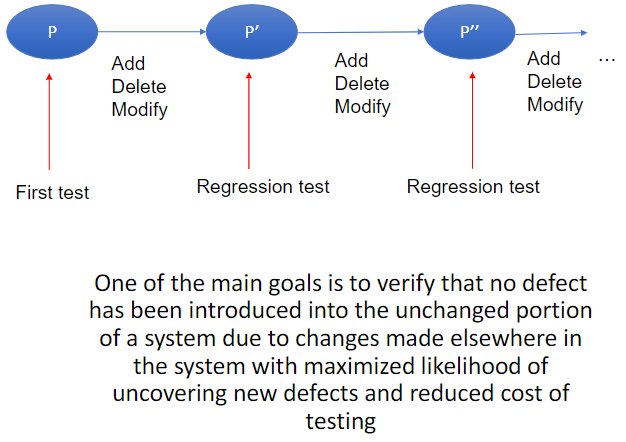 P
P’
P’’
Add
Delete
Modify
Add
Delete
Modify
Add
Delete
Modify
…
First test
Regression test
Regression test
One of the main goals is to verify that no defect
has been introduced into the unchanged portion
of a system due to changes made elsewhere in
the system with maximized likelihood of
uncovering new defects and reduced cost of
testing